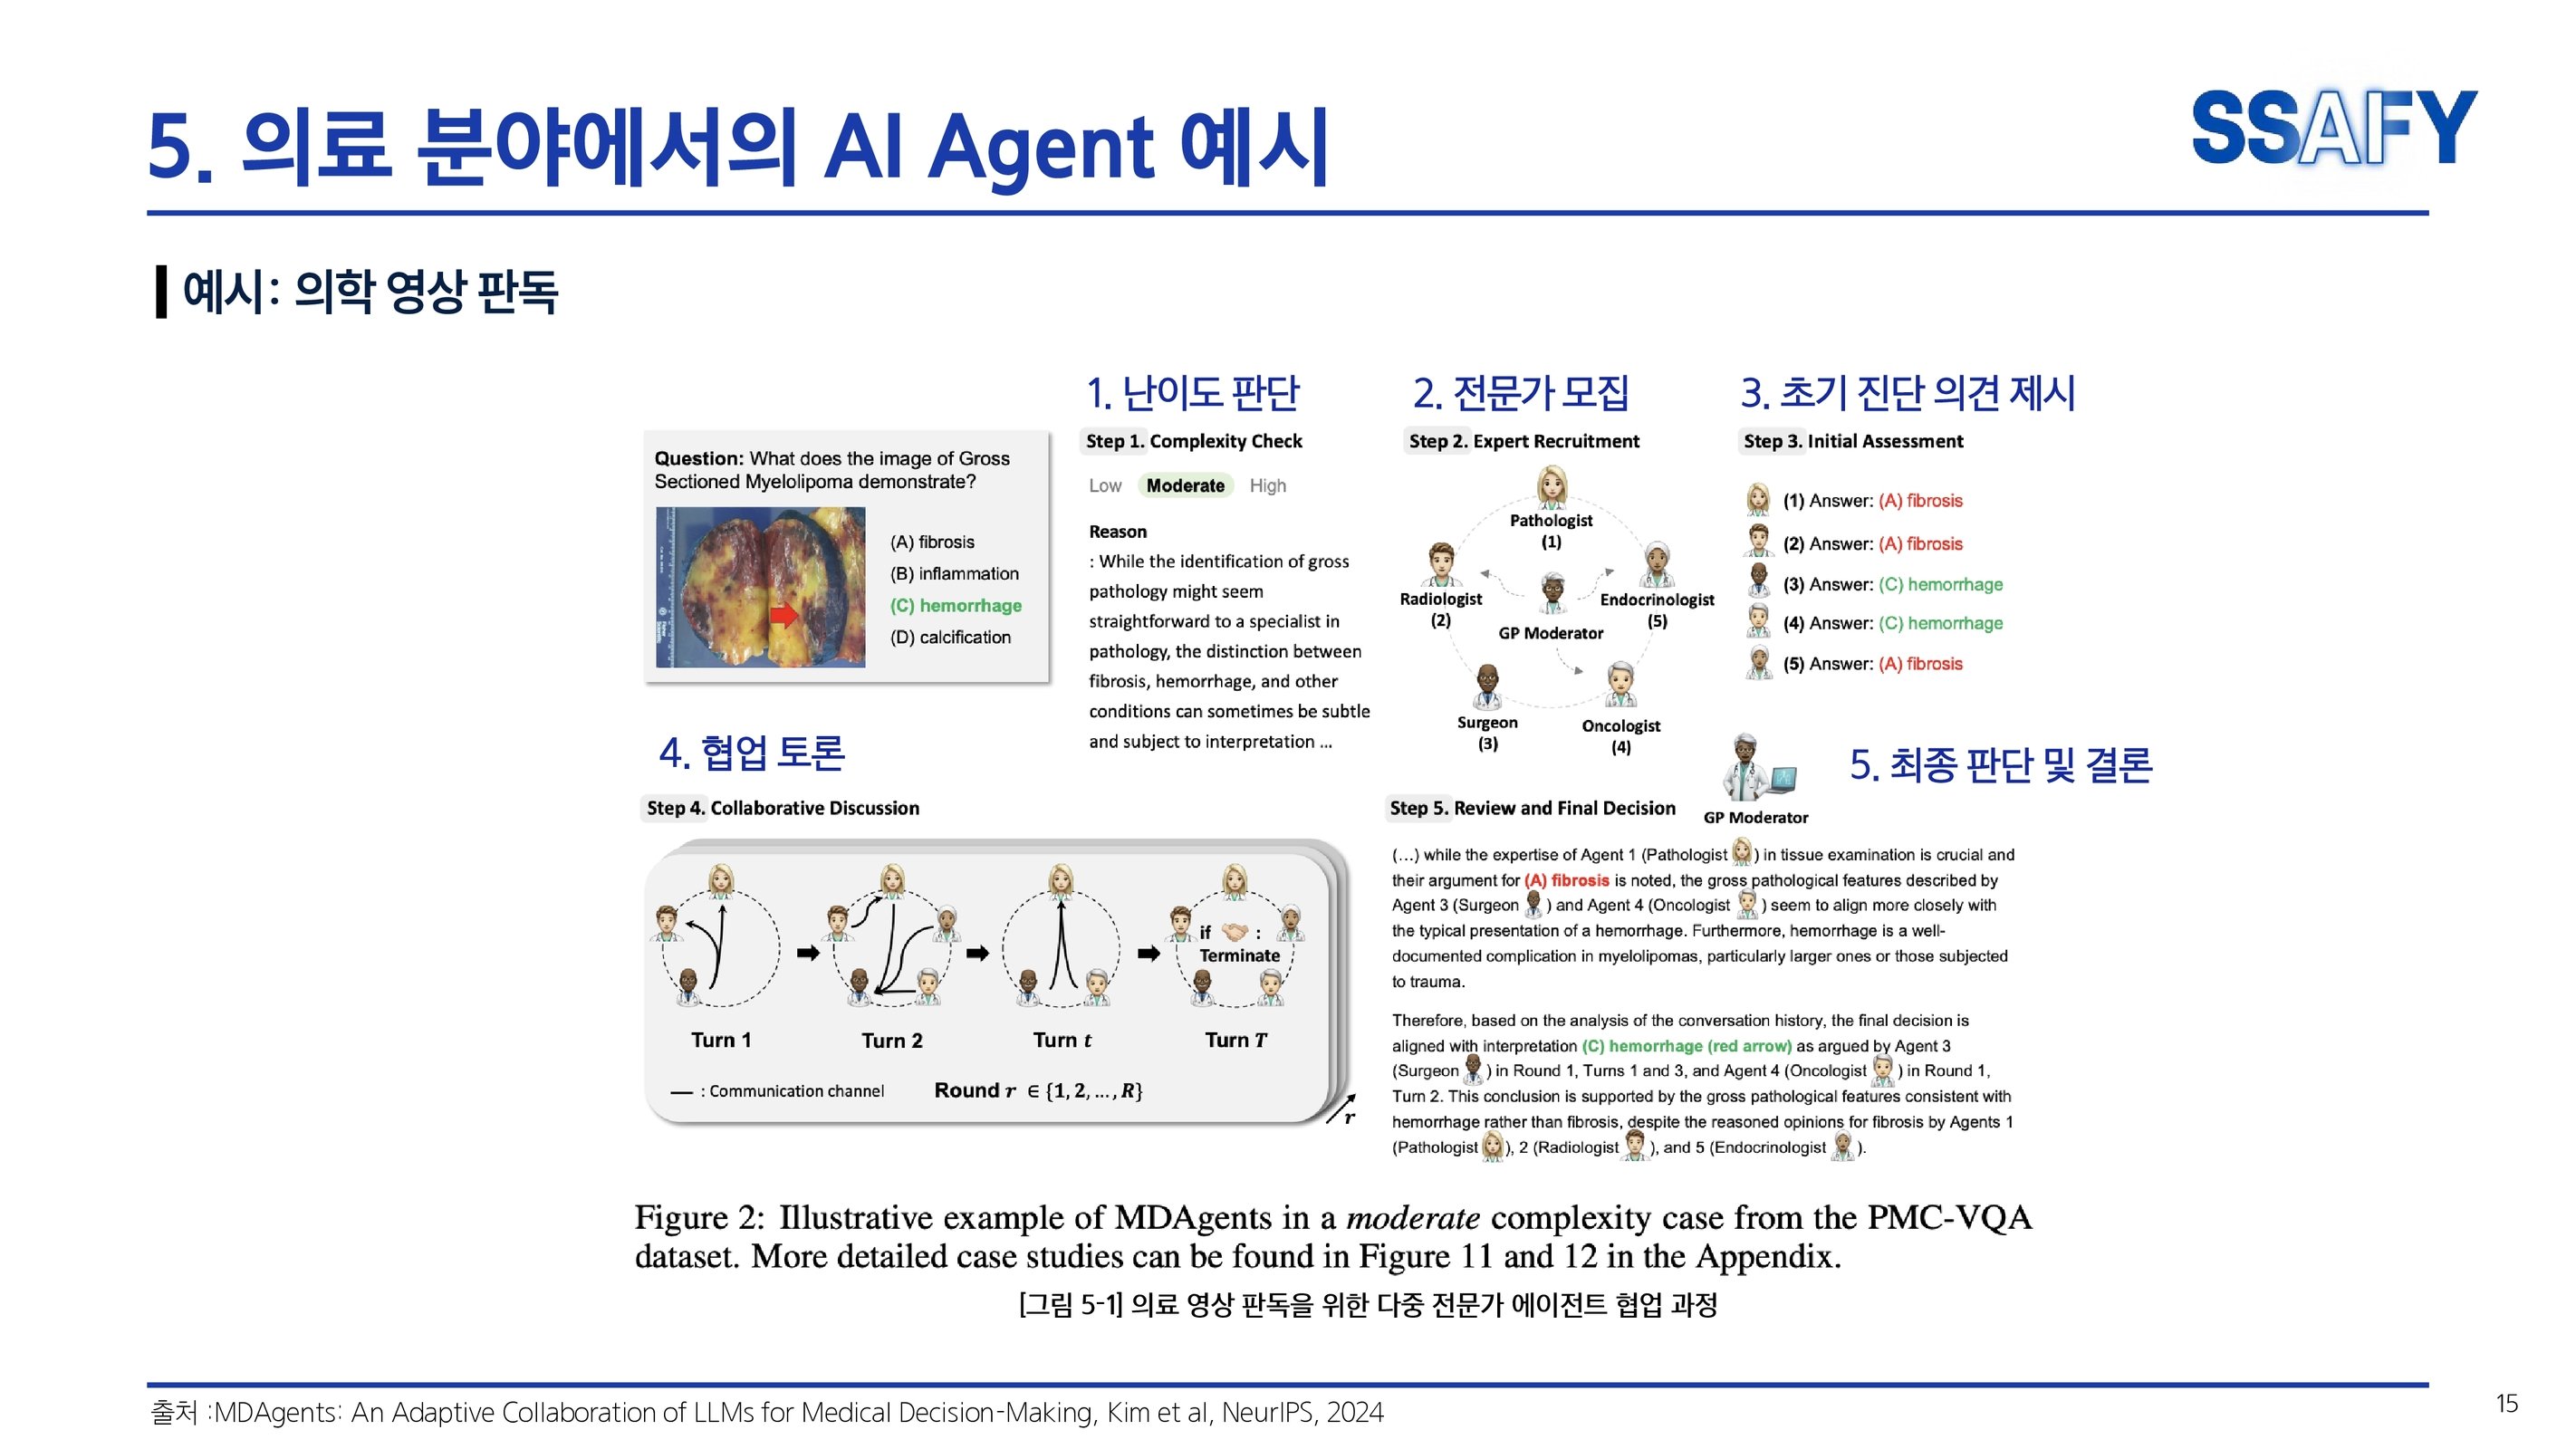 5. 의료 분야에서의 AI Agent 예시
SSAFY
예시: 의학 영상 판독
Question: What does the image of Gross
Sectioned Myelolipoma demonstrate?
(A) fibrosis
(B) inflammation
(C) hemorrhage
(D) calcification
1. 난이도 판단
Step 1. Complexity Check
Low Moderate High
Reason
: While the identification of gross
pathology might seem
straightforward to a specialist in
pathology, the distinction between
fibrosis, hemorrhage, and other
conditions can sometimes be subtle
and subject to interpretation ...
2. 전문가 모집
Step 2. Expert Recruitment
Pathologist
(1)
Radiologist
(2)
Endocrinologist
(5)
GP Moderator
Surgeon
(3)
Oncologist
(4)
3. 초기 진단 의견 제시
Step 3. Initial Assessment
(1) Answer: (A) fibrosis
(2) Answer: (A) fibrosis
(3) Answer: (C) hemorrhage
(4) Answer: (C) hemorrhage
(5) Answer: (A) fibrosis
4. 협업 토론
Step 4. Collaborative Discussion
if :
Terminate
Turn 1
Turn 2
Turn t
Turn T
— : Communication channel
Round r ∈ {1, 2, ..., R}
r
5. 최종 판단 및 결론
Step 5. Review and Final Decision
GP Moderator
(...) while the expertise of Agent 1 (Pathologist ) in tissue examination is crucial and
their argument for (A) fibrosis is noted, the gross pathological features described by
Agent 3 (Surgeon ) and Agent 4 (Oncologist ) seem to align more closely with
the typical presentation of a hemorrhage. Furthermore, hemorrhage is a well-
documented complication in myelolipomas, particularly larger ones or those subjected
to trauma.
Therefore, based on the analysis of the conversation history, the final decision is
aligned with interpretation (C) hemorrhage (red arrow) as argued by Agent 3
(Surgeon ) in Round 1, Turns 1 and 3, and Agent 4 (Oncologist ) in Round 1,
Turn 2. This conclusion is supported by the gross pathological features consistent with
hemorrhage rather than fibrosis, despite the reasoned opinions for fibrosis by Agents 1
(Pathologist ), 2 (Radiologist ), and 5 (Endocrinologist ).
Figure 2: Illustrative example of MDAgents in a moderate complexity case from the PMC-VQA
dataset. More detailed case studies can be found in Figure 11 and 12 in the Appendix.
[그림 5-1] 의료 영상 판독을 위한 다중 전문가 에이전트 협업 과정
출처 :MDAgents: An Adaptive Collaboration of LLMs for Medical Decision-Making, Kim et al, NeurIPS, 2024
15